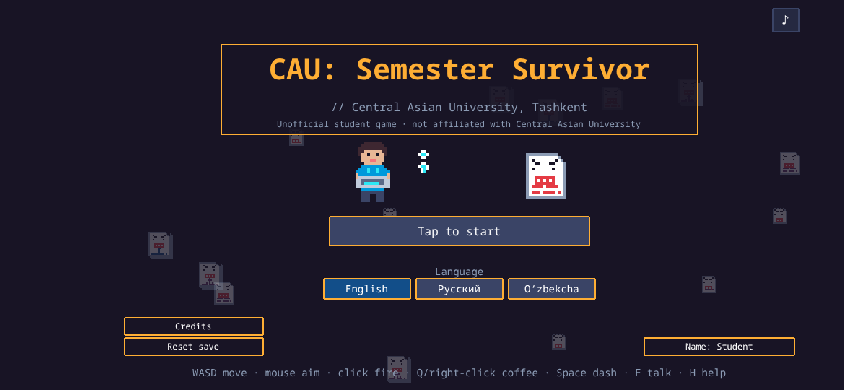 ♪
CAU: Semester Survivor
// Central Asian University, Tashkent
Unofficial student game · not affiliated with Central Asian University
Tap to start
Language
English
Русский
O‘zbekcha
Credits
Reset save
Name: Student
WASD move · mouse aim · click fire · Q/right-click coffee · Space dash · E talk · H help